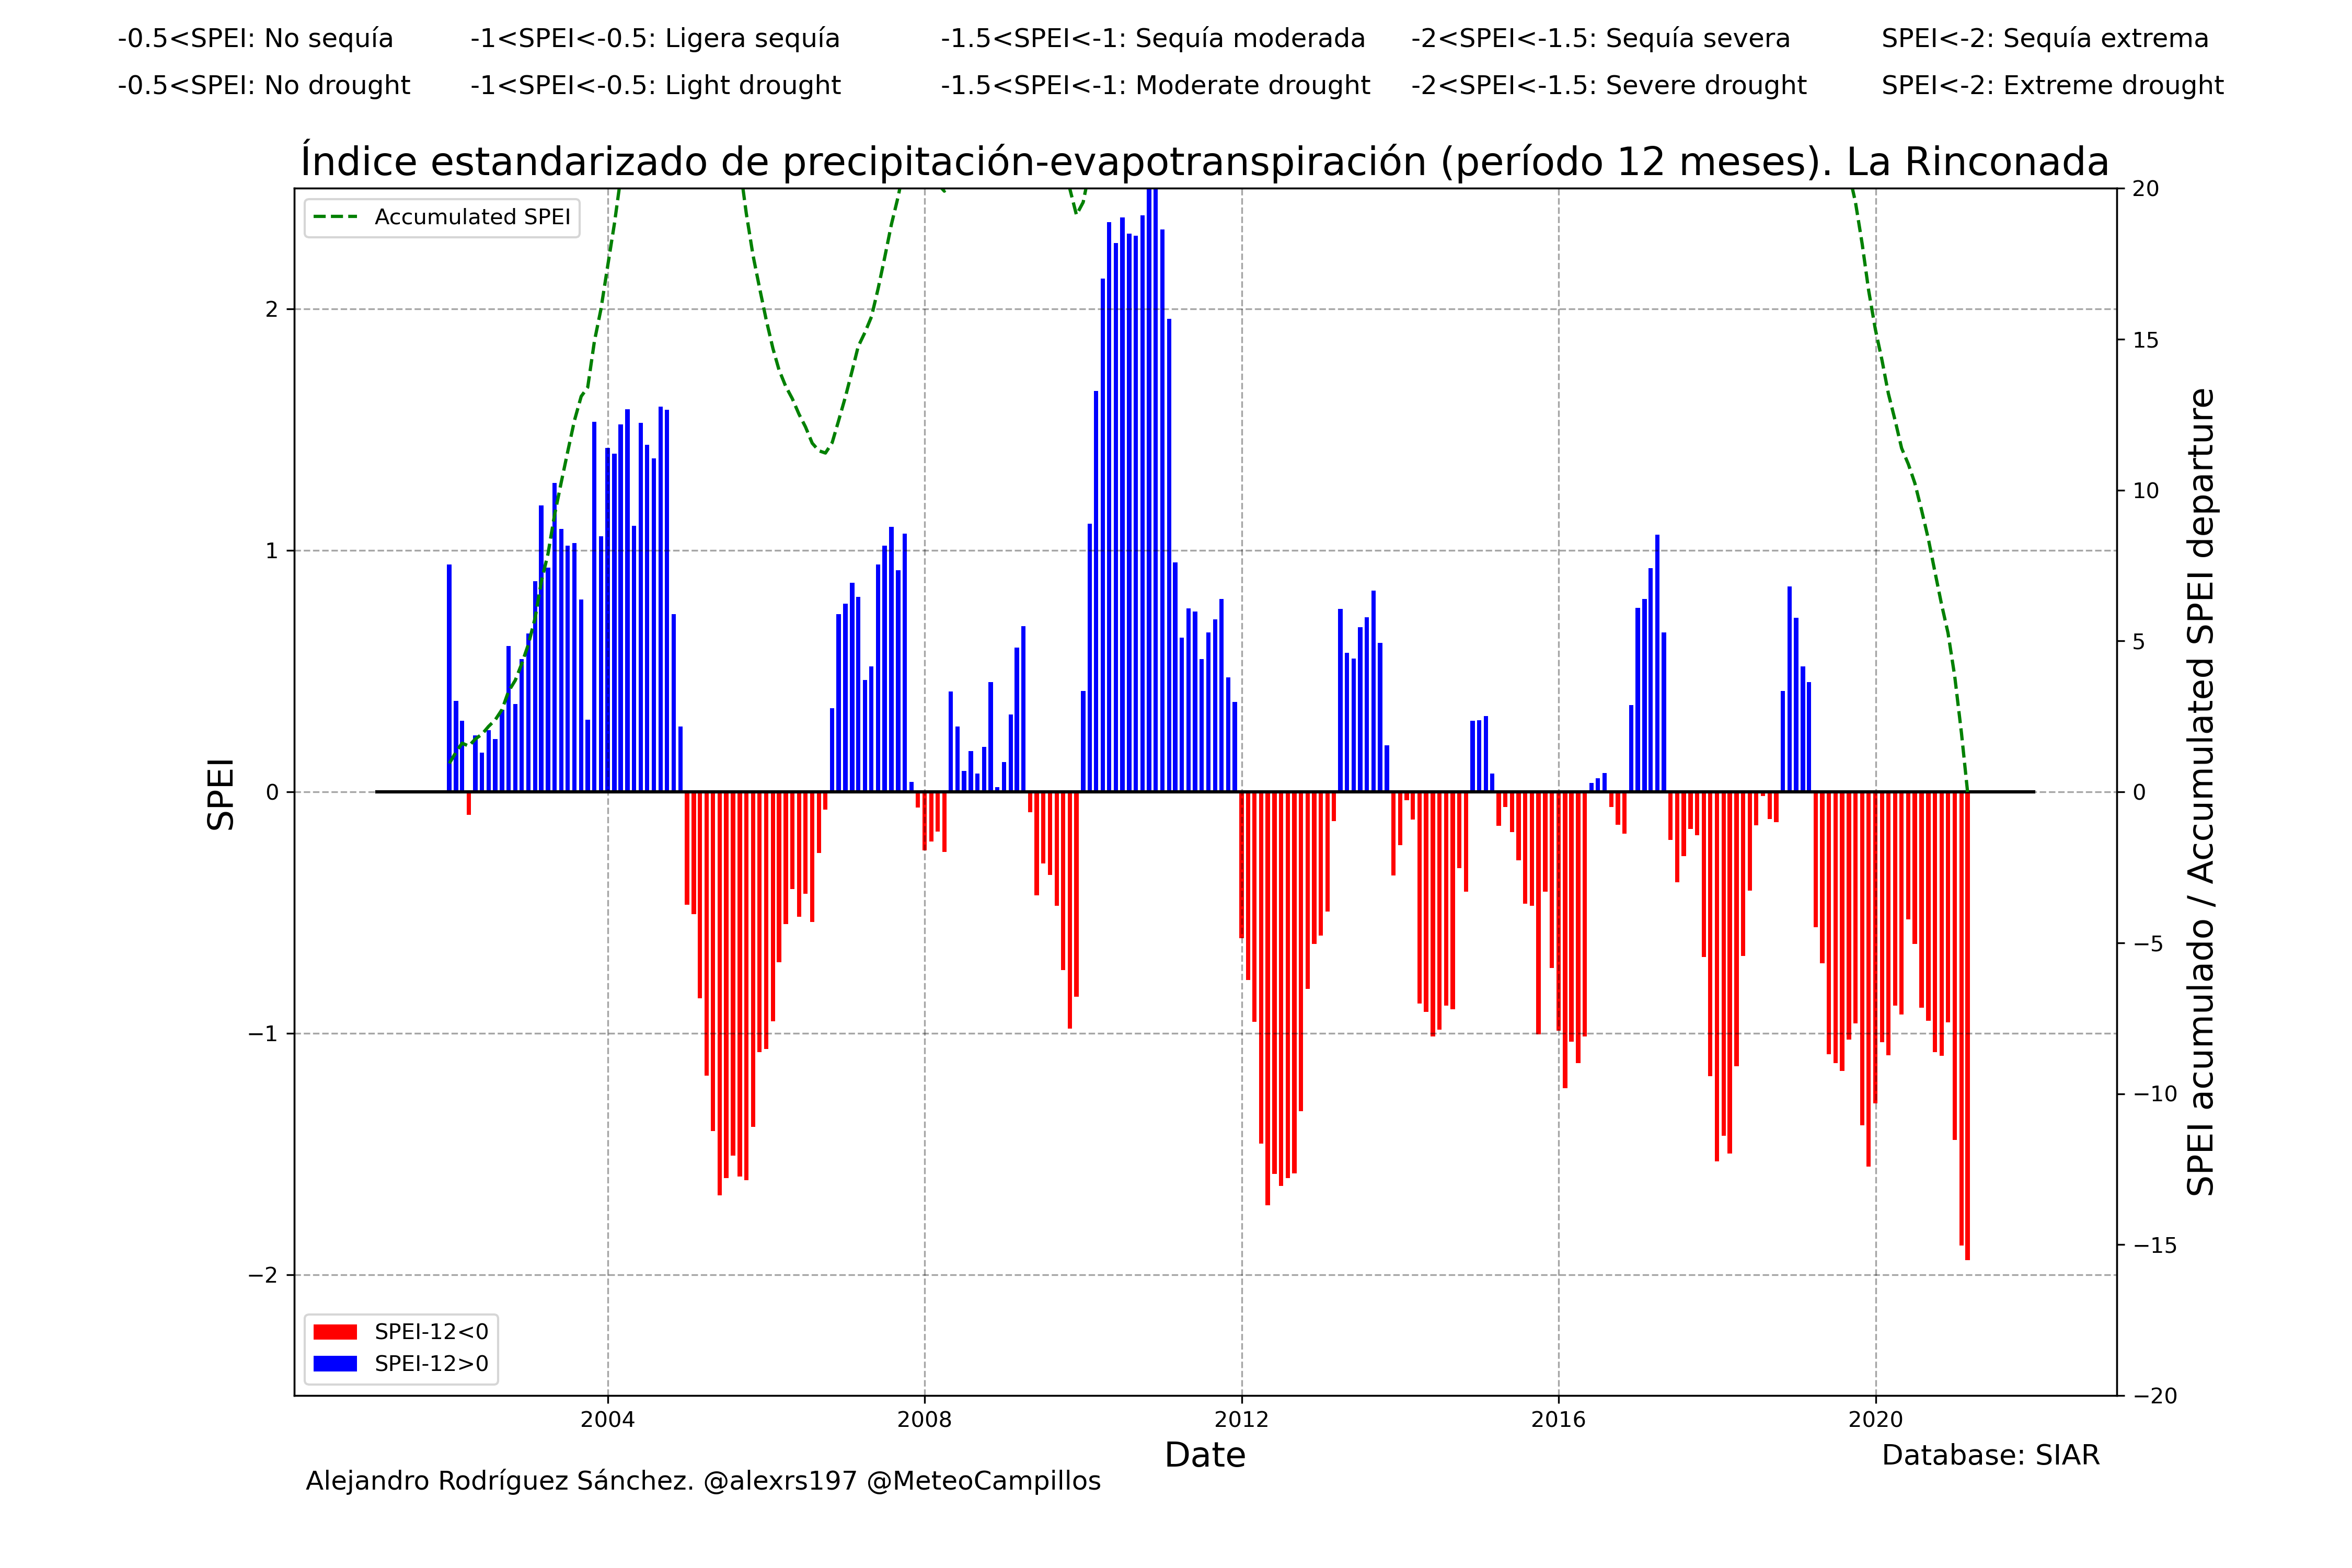 -0.5<SPEI: No sequía -1<SPEI<-0.5: Ligera sequía -1.5<SPEI<-1: Sequía moderada -2<SPEI<-1.5: Sequía severa SPEI<-2: Sequía extrema
-0.5<SPEI: No drought -1<SPEI<-0.5: Light drought -1.5<SPEI<-1: Moderate drought -2<SPEI<-1.5: Severe drought SPEI<-2: Extreme drought
Índice estandarizado de precipitación-evapotranspiración (período 12 meses). La Rinconada
Accumulated SPEI
SPEI
2
1
0
−1
−2
20
15
10
5
0
−5
−10
−15
−20
SPEI acumulado / Accumulated SPEI departure
SPEI-12<0
SPEI-12>0
2004 2008 2012 2016 2020
Date
Database: SIAR
Alejandro Rodríguez Sánchez. @alexrs197 @MeteoCampillos